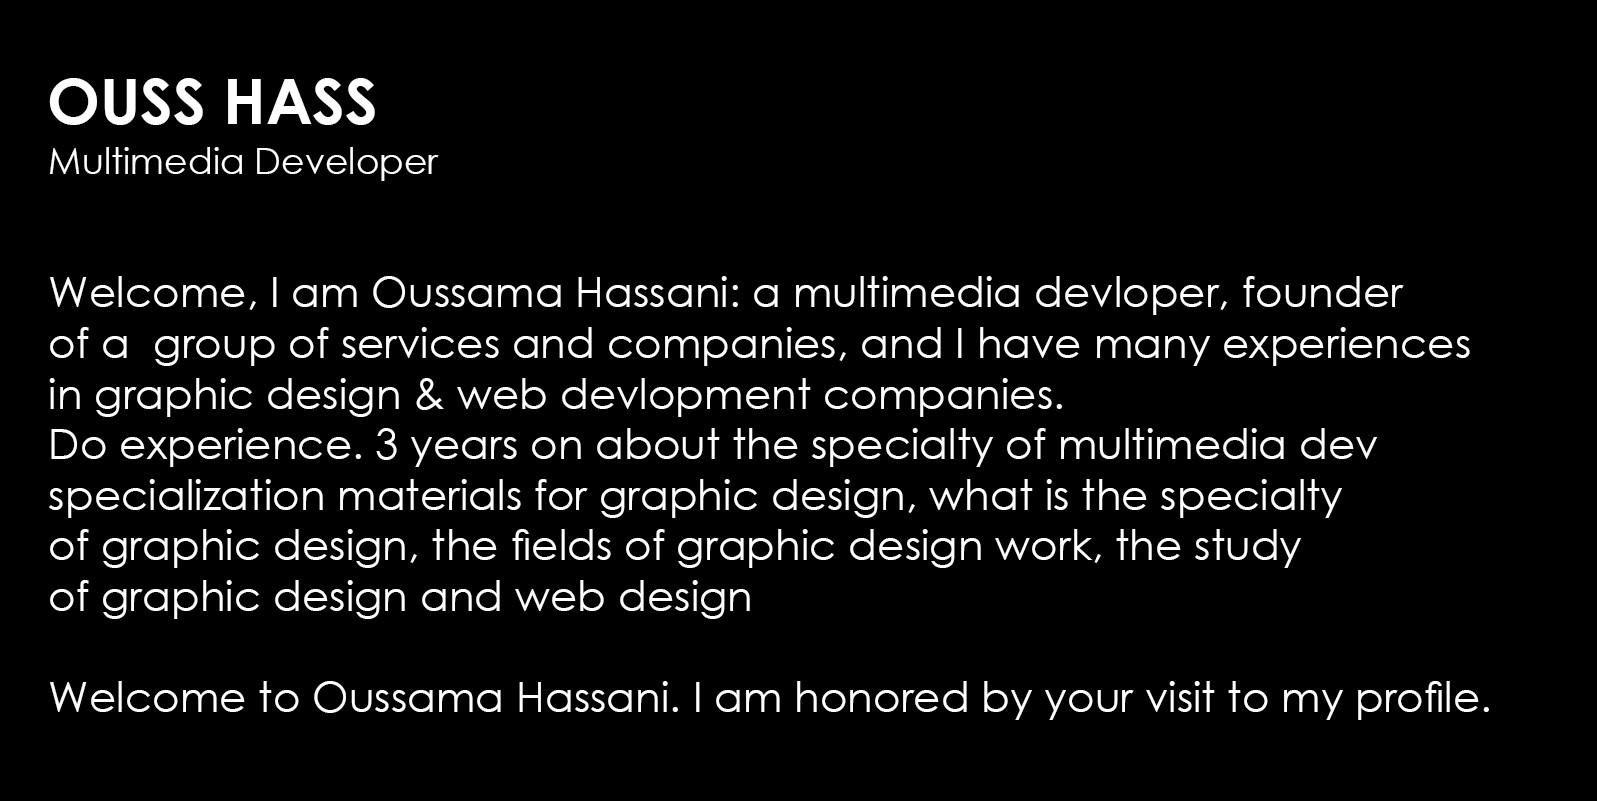 OUSS HASS
Multimedia Developer
Welcome, I am Oussama Hassani: a multimedia devloper, founder
of a  group of services and companies, and I have many experiences
in graphic design & web devlopment companies.
Do experience. 3 years on about the specialty of multimedia dev
specialization materials for graphic design, what is the specialty
of graphic design, the fields of graphic design work, the study
of graphic design and web design
Welcome to Oussama Hassani. I am honored by your visit to my profile.